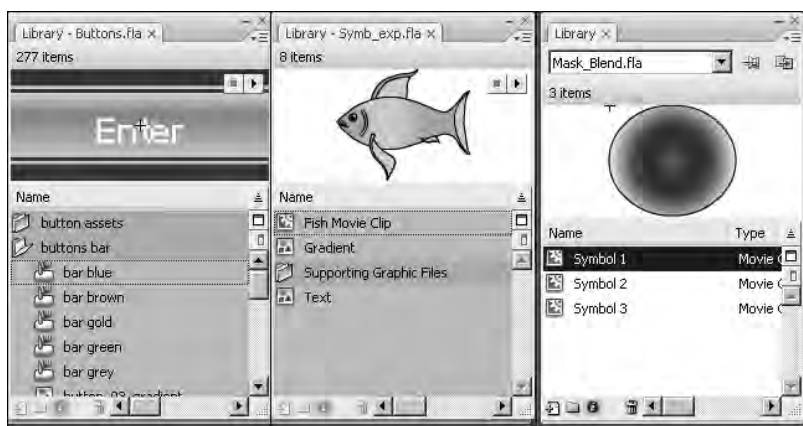 Library - Buttons.fla ×
277 items
Enter
Name
button assets
buttons bar
bar blue
bar brown
bar gold
bar green
bar grey
button_03_gradient
Library - Symb_exp.fla ×
8 items
Name
Fish Movie Clip
Gradient
Supporting Graphic Files
Text
Library ×
Mask_Blend.fla
3 items
Name Type
Symbol 1 Movie C
Symbol 2 Movie C
Symbol 3 Movie C